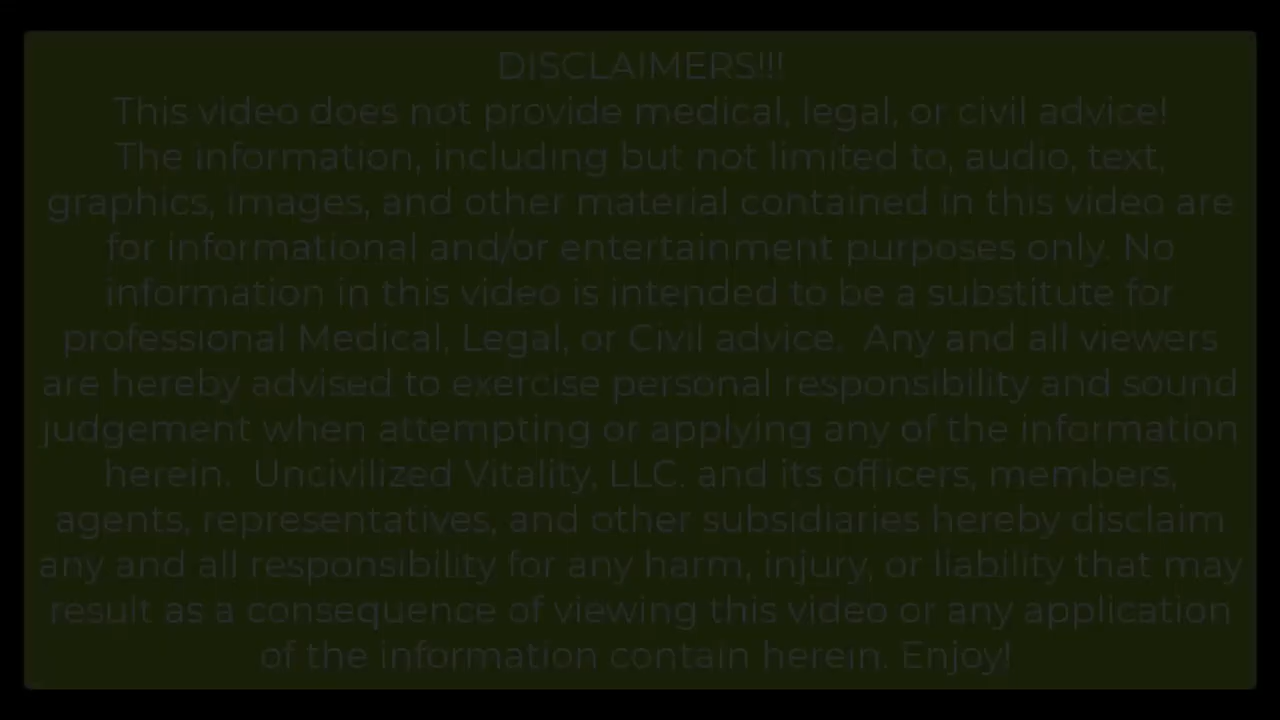 DISCLAIMERS!!!
This video does not provide medical, legal, or civil advice!
The information, including but not limited to, audio, text,
graphics, images, and other material contained in this video are
for informational and/or entertainment purposes only. No
information in this video is intended to be a substitute for
professional Medical, Legal, or Civil advice.  Any and all viewers
are hereby advised to exercise personal responsibility and sound
judgement when attempting or applying any of the information
herein.  Uncivilized Vitality, LLC. and its officers, members,
agents, representatives, and other subsidiaries hereby disclaim
any and all responsibility for any harm, injury, or liability that may
result as a consequence of viewing this video or any application
of the information contain herein. Enjoy!